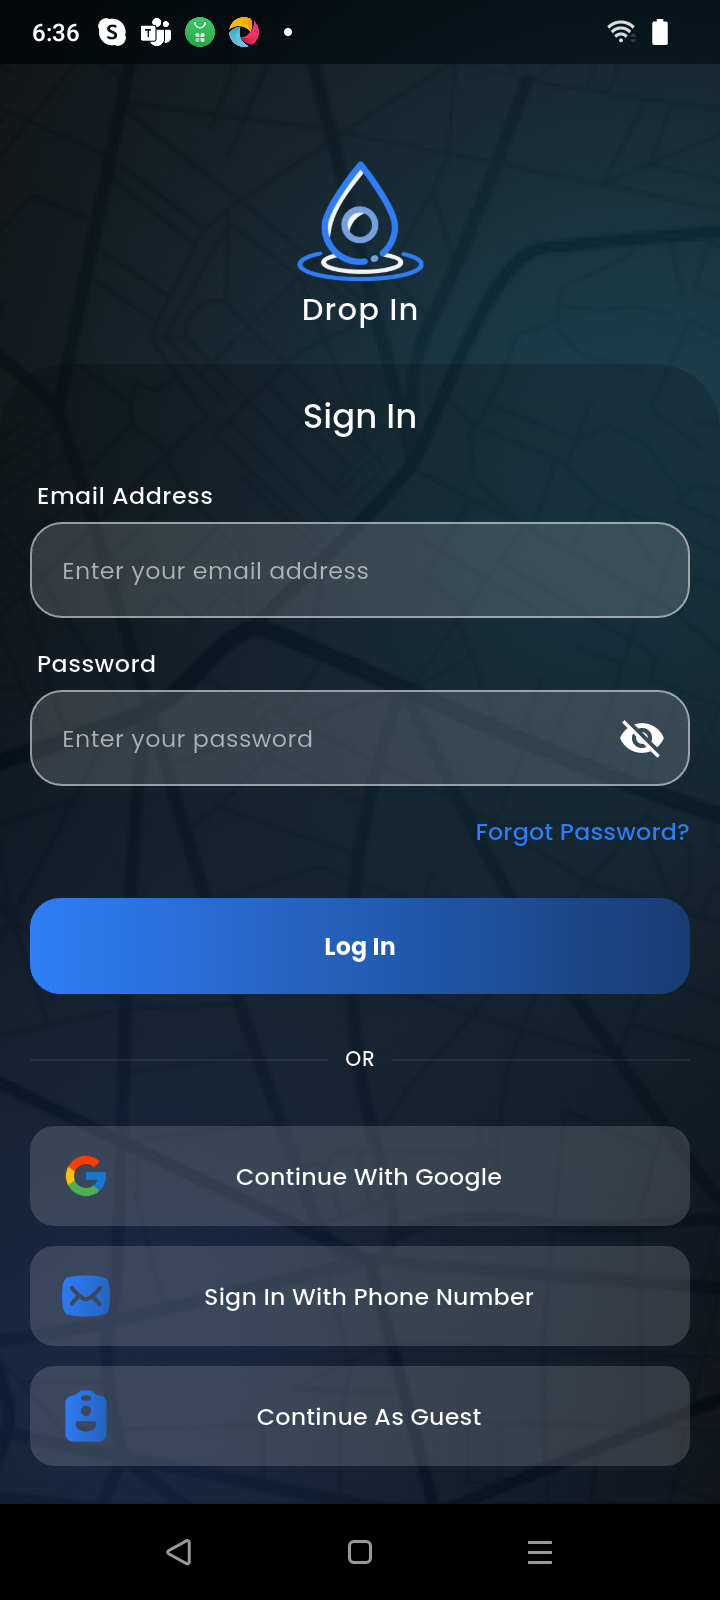 6:36
Drop In
Sign In
Email Address
Enter your email address
Password
Enter your password
Forgot Password?
Log In
OR
Continue With Google
Sign In With Phone Number
Continue As Guest